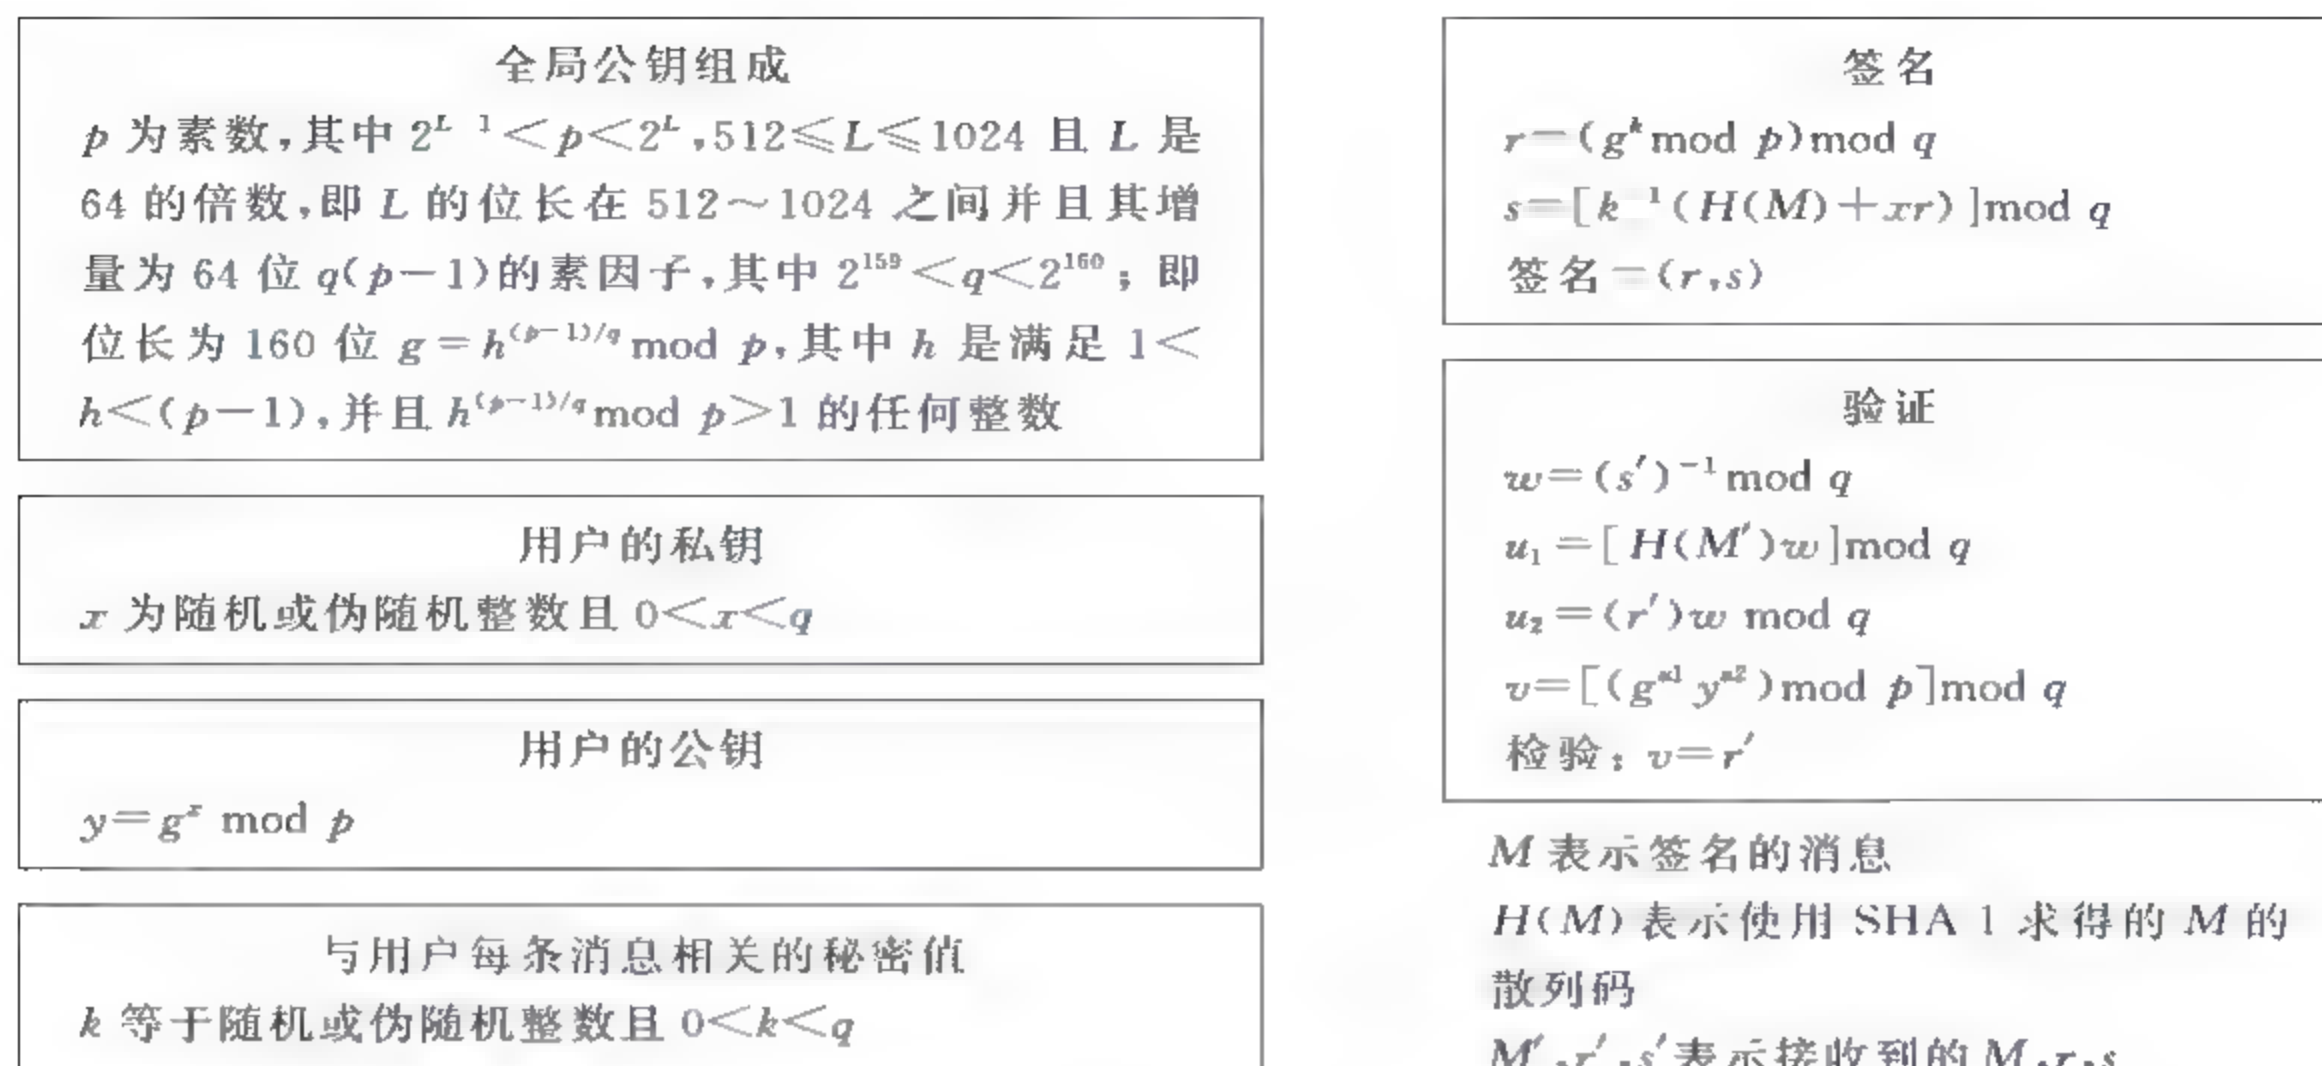 全局公钥组成
p 为素数,其中 2^{L-1}<p<2^L,512≤L≤1024 且 L 是
64 的倍数,即 L 的位长在 512～1024 之间并且其增
量为 64 位 q(p-1)的素因子,其中 2^{159}<q<2^{160};即
位长为 160 位 g=h^{(p-1)/q} mod p,其中 h 是满足 1<
h<(p-1),并且 h^{(p-1)/q} mod p>1 的任何整数
用户的私钥
x 为随机或伪随机整数且 0<x<q
用户的公钥
y=g^x mod p
与用户每条消息相关的秘密值
k 等于随机或伪随机整数且 0<k<q
签名
r=(g^k mod p)mod q
s=[k^{-1}(H(M)+xr)]mod q
签名=(r,s)
验证
w=(s′)^{-1} mod q
u_1=[H(M′)w]mod q
u_2=(r′)w mod q
v=[(g^{u1} y^{u2})mod p]mod q
检验:v=r′
M 表示签名的消息
H(M)表示使用 SHA 1 求得的 M 的
散列码
M′,r′,s′表示接收到的 M,r,s